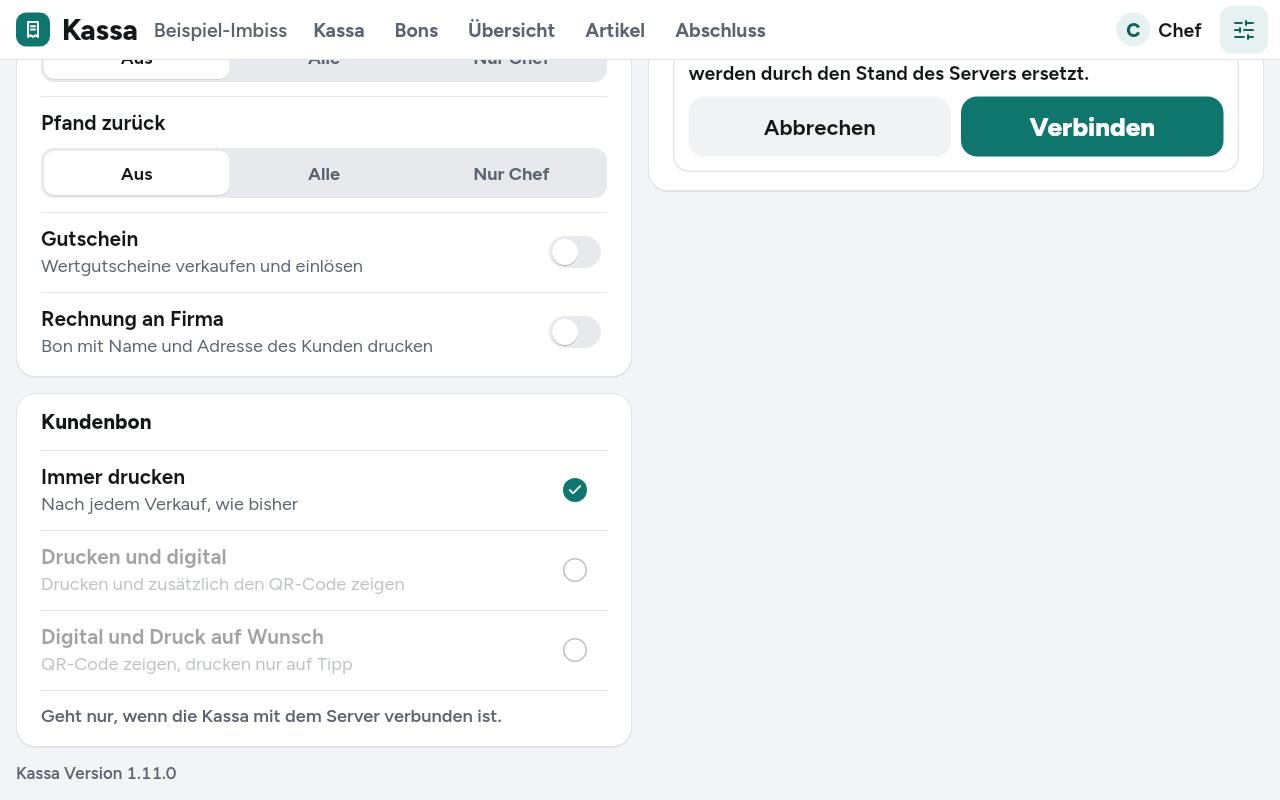 Kassa
Beispiel-Imbiss
Kassa
Bons
Übersicht
Artikel
Abschluss
C
Chef
Aus
Alle
Nur Chef
Pfand zurück
Aus
Alle
Nur Chef
Gutschein
Wertgutscheine verkaufen und einlösen
Rechnung an Firma
Bon mit Name und Adresse des Kunden drucken
Kundenbon
Immer drucken
Nach jedem Verkauf, wie bisher
Drucken und digital
Drucken und zusätzlich den QR-Code zeigen
Digital und Druck auf Wunsch
QR-Code zeigen, drucken nur auf Tipp
Geht nur, wenn die Kassa mit dem Server verbunden ist.
Kassa Version 1.11.0
werden durch den Stand des Servers ersetzt.
Abbrechen
Verbinden